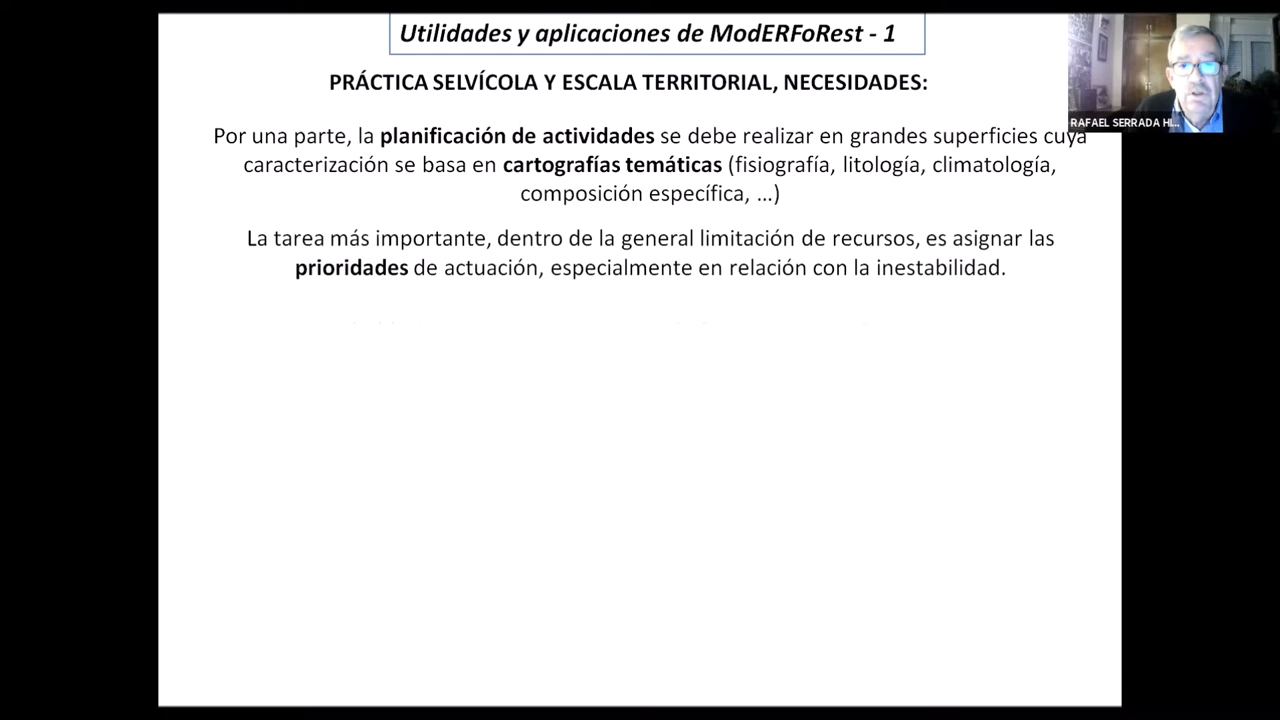 Utilidades y aplicaciones de ModERFoRest - 1
PRÁCTICA SELVÍCOLA Y ESCALA TERRITORIAL, NECESIDADES:
RAFAEL SERRADA HI...
Por una parte, la planificación de actividades se debe realizar en grandes superficies cuya
caracterización se basa en cartografías temáticas (fisiografía, litología, climatología,
composición específica, ...)
La tarea más importante, dentro de la general limitación de recursos, es asignar las
prioridades de actuación, especialmente en relación con la inestabilidad.